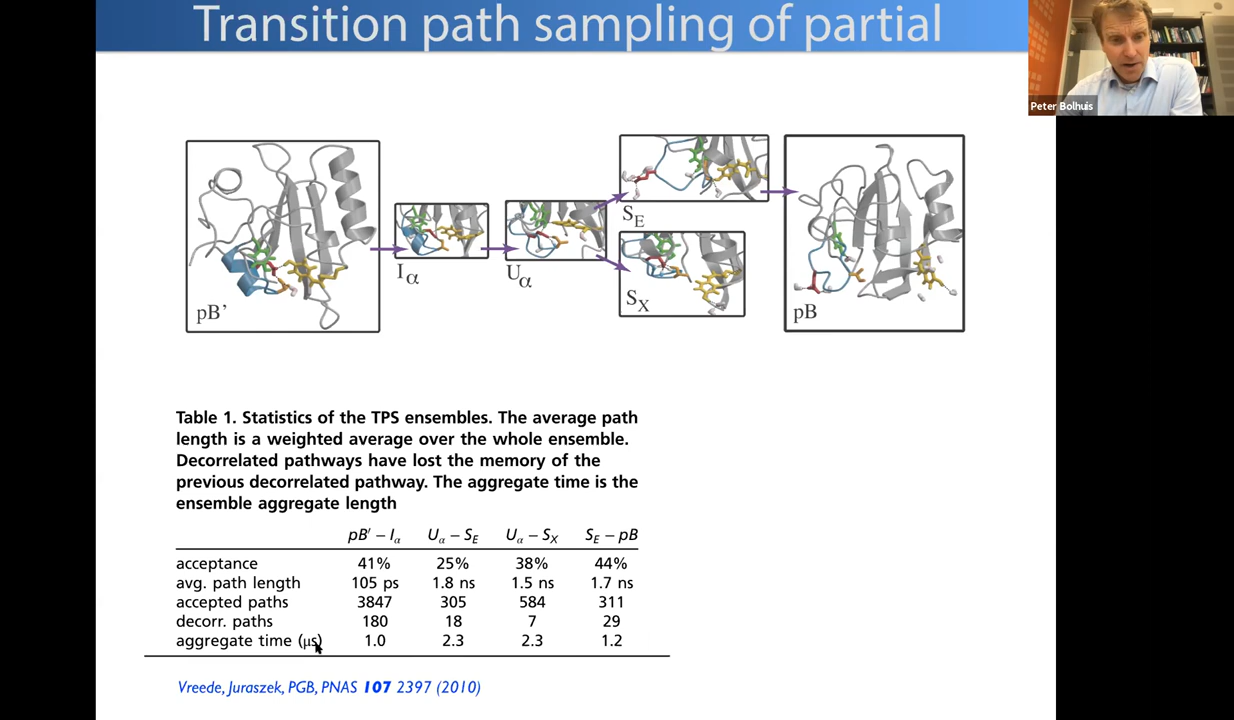 Transition path sampling of partial
Peter Bolhuis
pB'
Iα
Uα
SE
SX
pB
Table 1. Statistics of the TPS ensembles. The average path
length is a weighted average over the whole ensemble.
Decorrelated pathways have lost the memory of the
previous decorrelated pathway. The aggregate time is the
ensemble aggregate length
pB′ – Iα Uα – SE Uα – SX SE – pB
acceptance 41% 25% 38% 44%
avg. path length 105 ps 1.8 ns 1.5 ns 1.7 ns
accepted paths 3847 305 584 311
decorr. paths 180 18 7 29
aggregate time (μs) 1.0 2.3 2.3 1.2
Vreede, Juraszek, PGB, PNAS 107 2397 (2010)